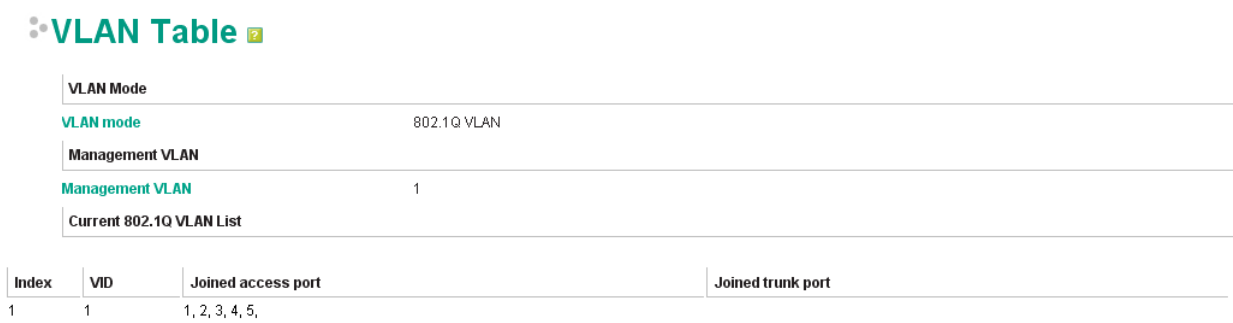 VLAN Table ?
VLAN Mode
VLAN mode 802.1Q VLAN
Management VLAN
Management VLAN 1
Current 802.1Q VLAN List
Index VID Joined access port Joined trunk port
1 1 1, 2, 3, 4, 5,